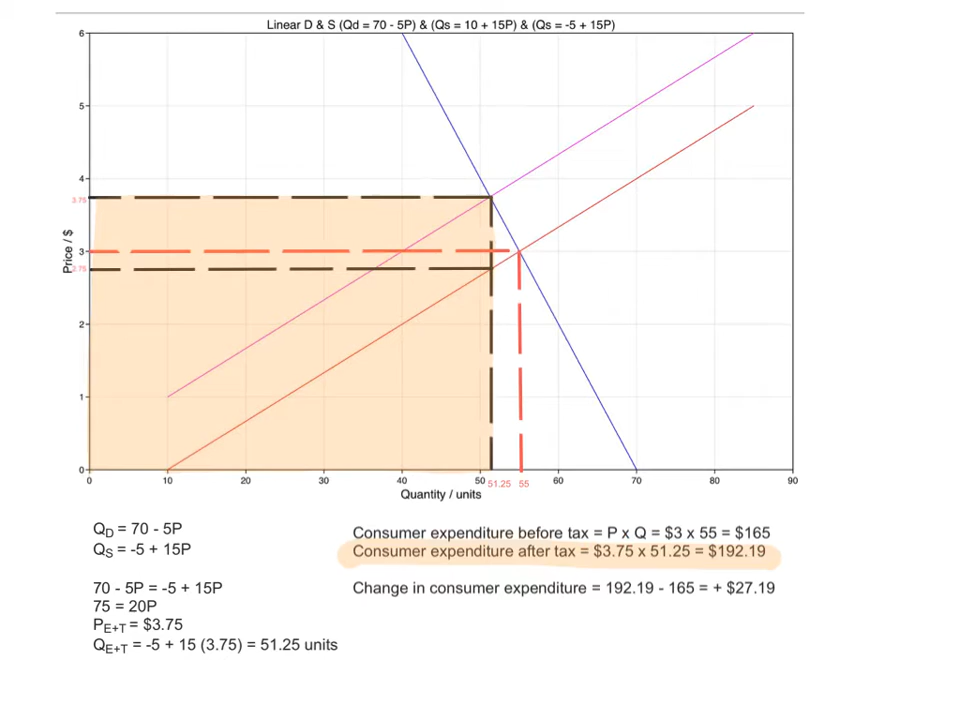 Linear D & S (Qd = 70 - 5P) & (Qs = 10 + 15P) & (Qs = -5 + 15P)
6
5
4
3.75
3
2.75
2
1
0
Price / $
0 10 20 30 40 50 51.25 55 60 70 80 90
Quantity / units
QD = 70 - 5P
QS = -5 + 15P
70 - 5P = -5 + 15P
75 = 20P
PE+T = $3.75
QE+T = -5 + 15 (3.75) = 51.25 units
Consumer expenditure before tax = P x Q = $3 x 55 = $165
Consumer expenditure after tax = $3.75 x 51.25 = $192.19
Change in consumer expenditure = 192.19 - 165 = + $27.19